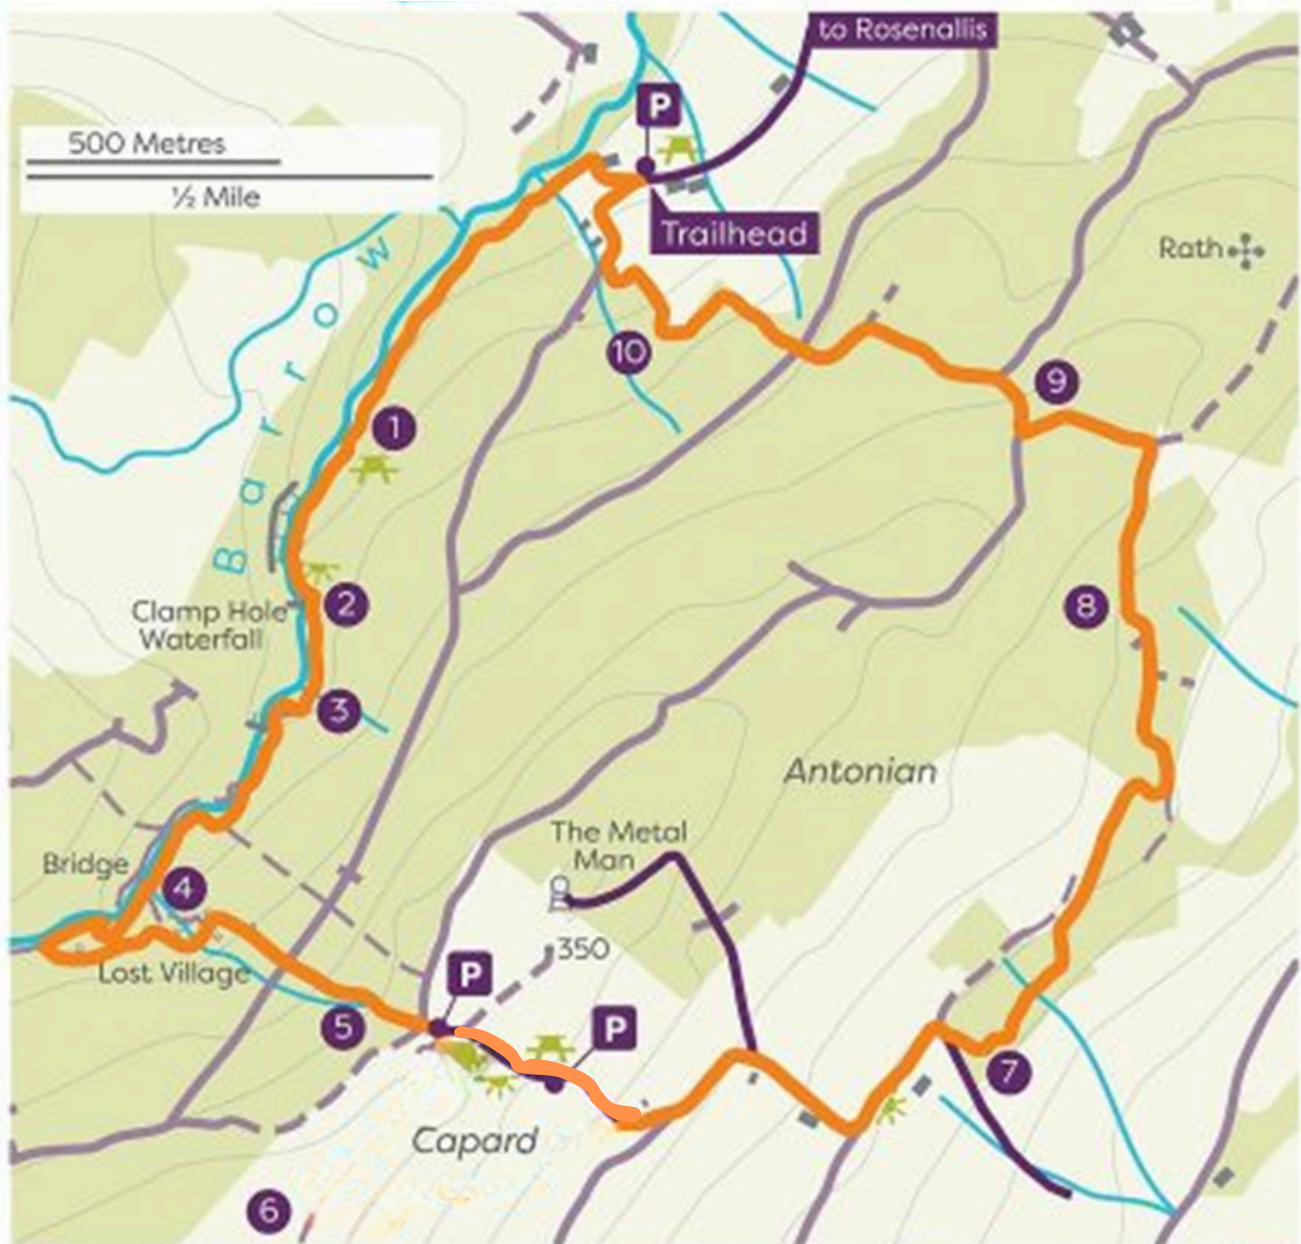 to Rosenallis
P
500 Metres
½ Mile
Trailhead
Rath
Barrow
10
9
1
2
Clamp Hole
Waterfall
8
3
Antonian
The Metal
Man
Bridge
4
350
Lost Village
P
P
5
7
Capard
6